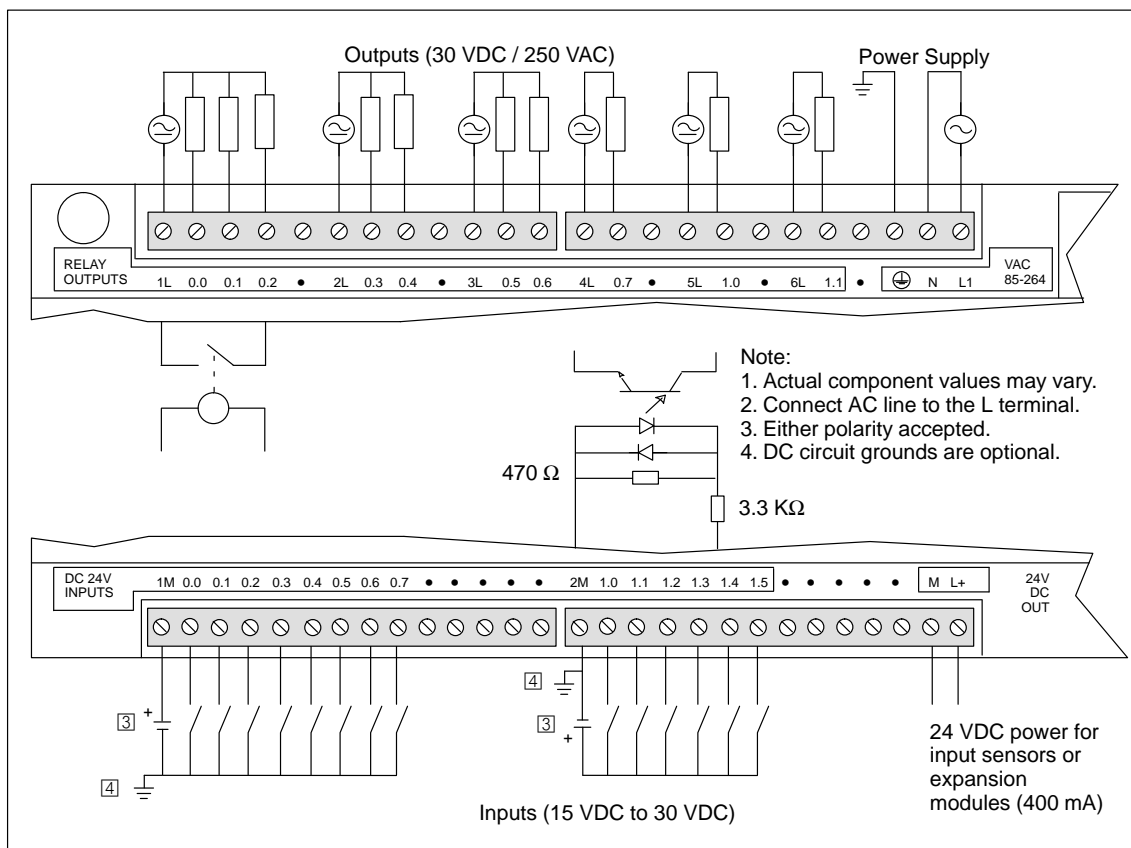 Outputs (30 VDC / 250 VAC)
Power Supply
RELAY
OUTPUTS
1L 0.0 0.1 0.2 • 2L 0.3 0.4 • 3L 0.5 0.6 4L 0.7 • 5L 1.0 • 6L 1.1 • N L1
VAC
85-264
Note:
1. Actual component values may vary.
2. Connect AC line to the L terminal.
3. Either polarity accepted.
4. DC circuit grounds are optional.
470 Ω
3.3 KΩ
DC 24V
INPUTS
1M 0.0 0.1 0.2 0.3 0.4 0.5 0.6 0.7 • • • • • 2M 1.0 1.1 1.2 1.3 1.4 1.5 • • • • • M L+
24V
DC
OUT
4
3 +
3 +
4
24 VDC power for
input sensors or
expansion
modules (400 mA)
Inputs (15 VDC to 30 VDC)